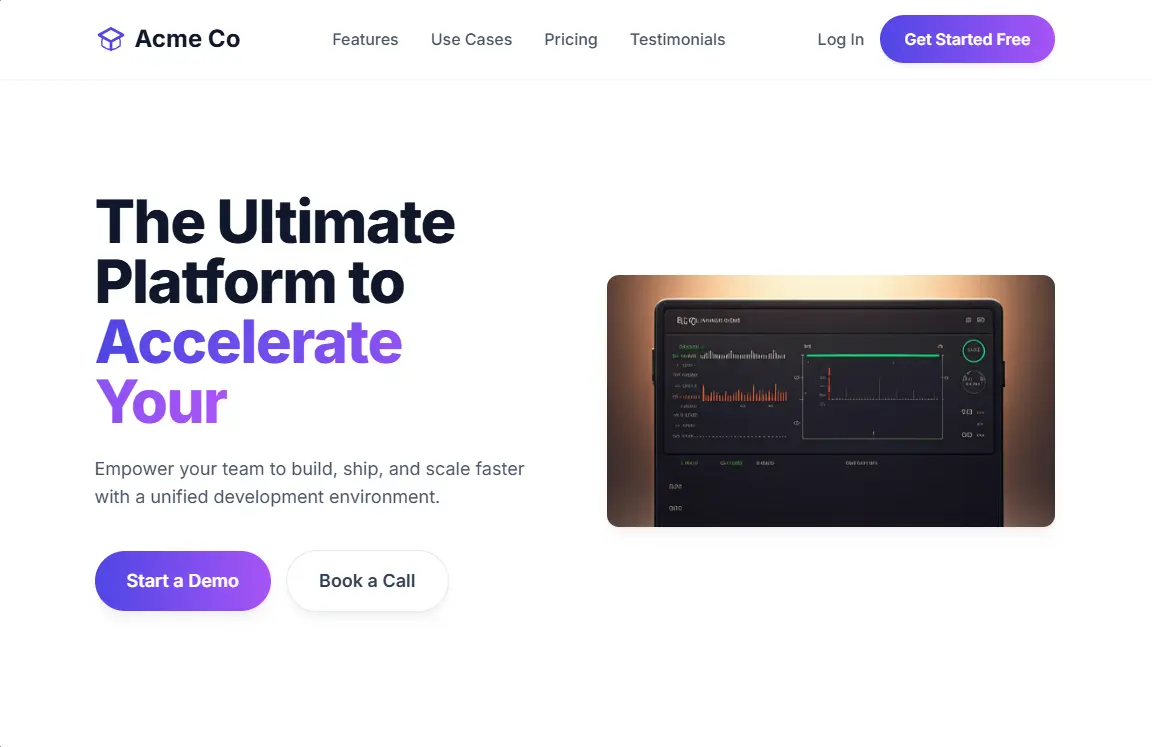 Acme Co
Features
Use Cases
Pricing
Testimonials
Log In
Get Started Free
The Ultimate
Platform to
Accelerate
Your
Empower your team to build, ship, and scale faster
with a unified development environment.
Start a Demo
Book a Call